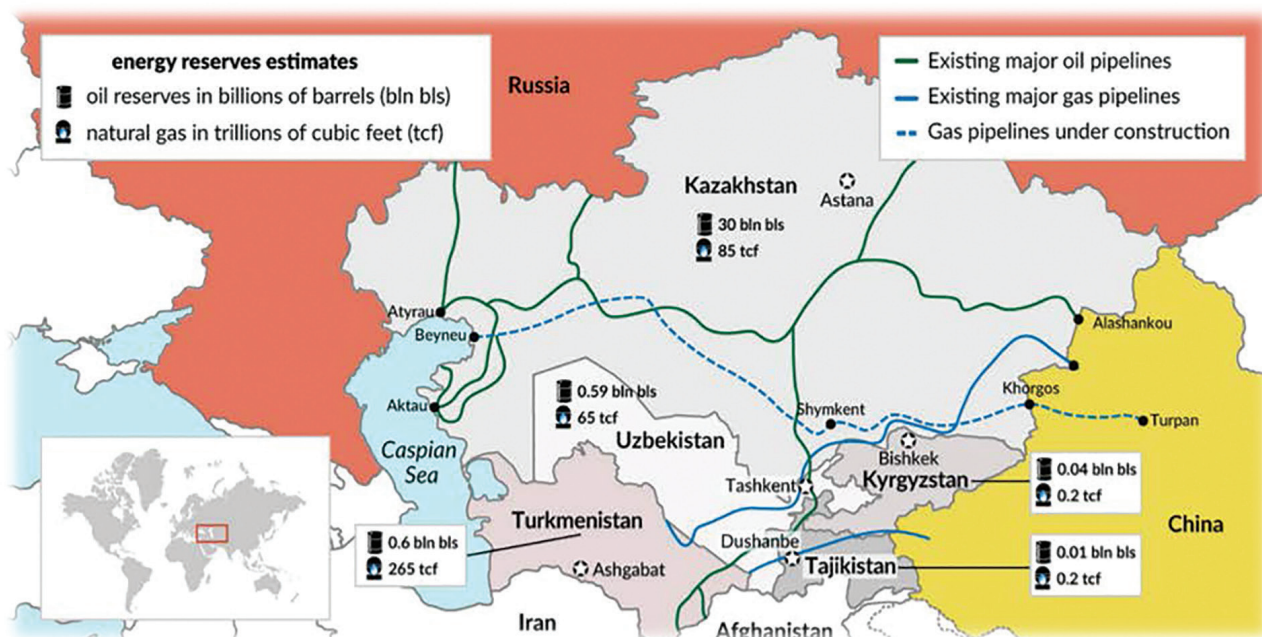 energy reserves estimates
oil reserves in billions of barrels (bln bls)
natural gas in trillions of cubic feet (tcf)
Existing major oil pipelines
Existing major gas pipelines
Gas pipelines under construction
Russia
Kazakhstan
30 bln bls
85 tcf
Astana
Atyrau
Beyneu
Aktau
Caspian
Sea
0.59 bln bls
65 tcf
Uzbekistan
Shymkent
Khorgos
Alashankou
Turpan
Bishkek
Kyrgyzstan
0.04 bln bls
0.2 tcf
China
Tashkent
Turkmenistan
0.6 bln bls
265 tcf
Ashgabat
Dushanbe
Tajikistan
0.01 bln bls
0.2 tcf
Iran
Afghanistan